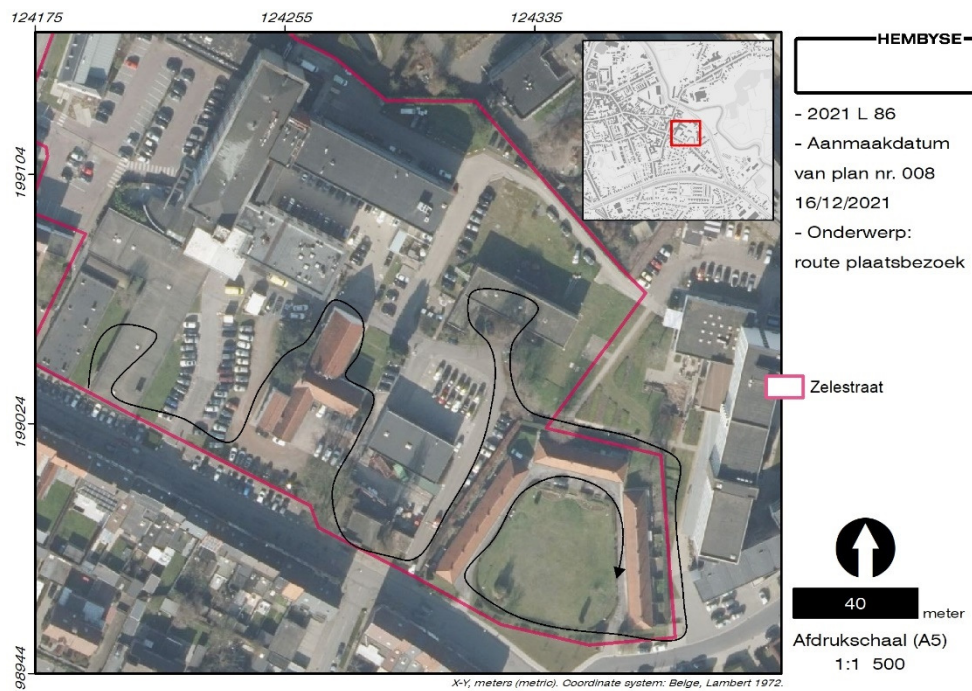 124175
124255
124335
199104
199024
198944
HEMBYSE
- 2021 L 86
- Aanmaakdatum
van plan nr. 008
16/12/2021
- Onderwerp:
route plaatsbezoek
Zelestraat
40
meter
Afdrukschaal (A5)
1:1 500
X-Y, meters (metric). Coordinate system: Belge, Lambert 1972.